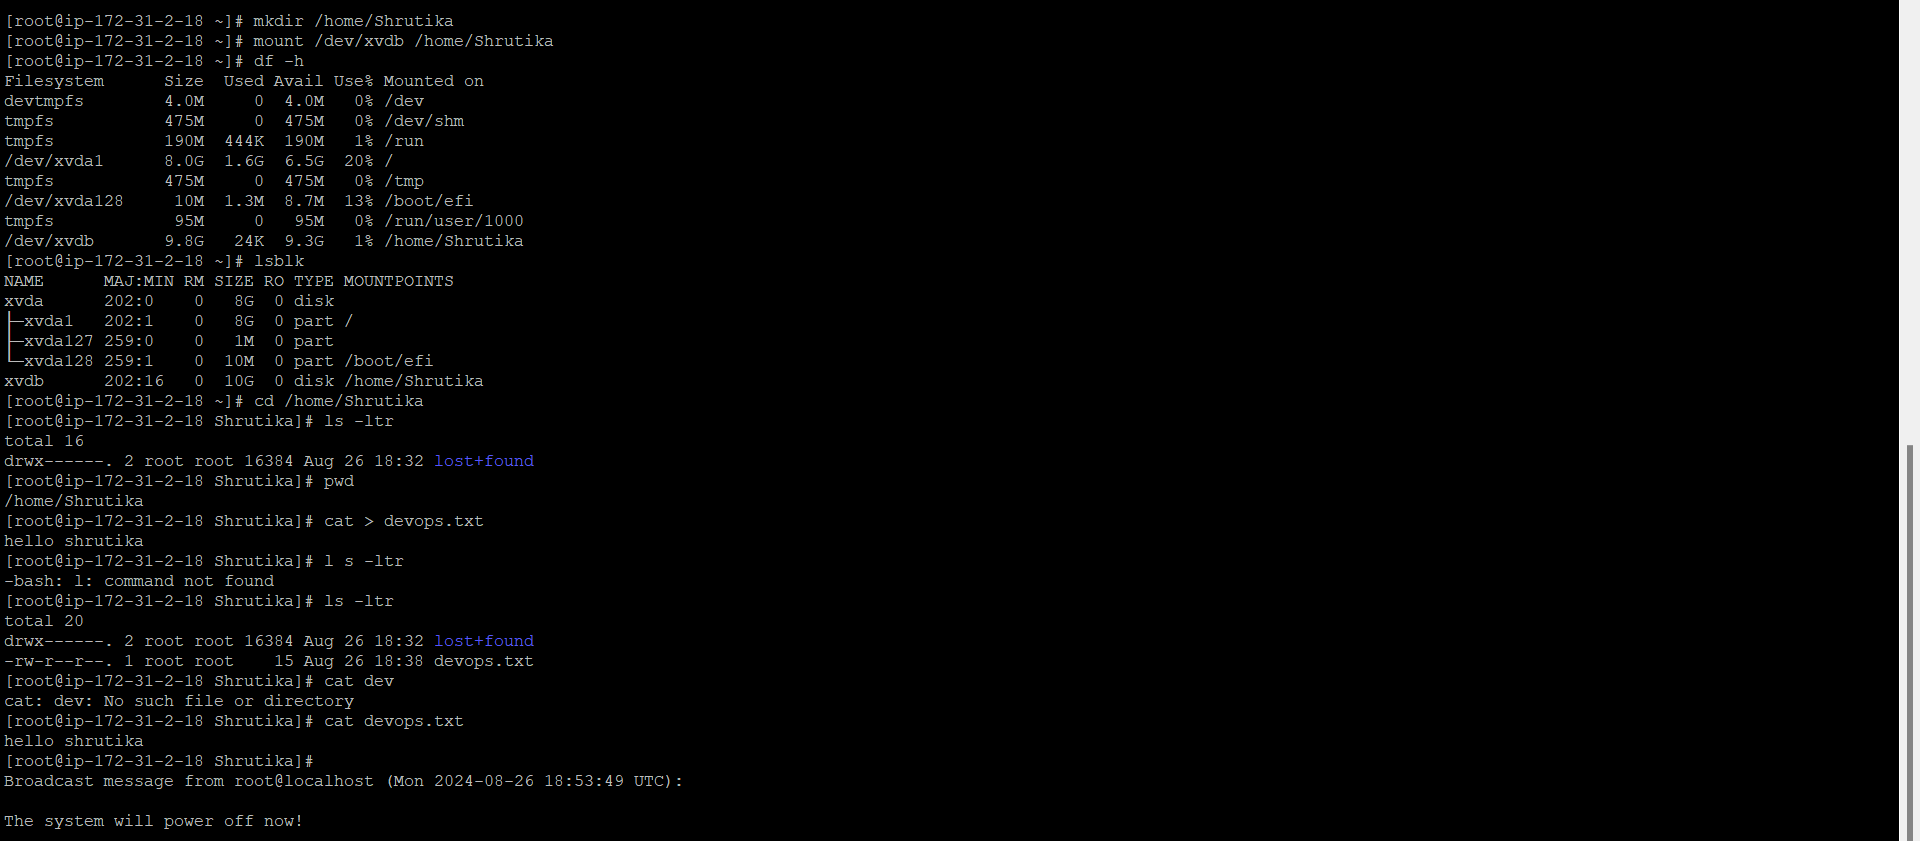 [root@ip-172-31-2-18 ~]# mkdir /home/Shrutika
[root@ip-172-31-2-18 ~]# mount /dev/xvdb /home/Shrutika
[root@ip-172-31-2-18 ~]# df -h
Filesystem      Size  Used Avail Use% Mounted on
devtmpfs        4.0M     0  4.0M   0% /dev
tmpfs           475M     0  475M   0% /dev/shm
tmpfs           190M  444K  190M   1% /run
/dev/xvda1      8.0G  1.6G  6.5G  20% /
tmpfs           475M     0  475M   0% /tmp
/dev/xvda128     10M  1.3M  8.7M  13% /boot/efi
tmpfs            95M     0   95M   0% /run/user/1000
/dev/xvdb       9.8G   24K  9.3G   1% /home/Shrutika
[root@ip-172-31-2-18 ~]# lsblk
NAME      MAJ:MIN RM SIZE RO TYPE MOUNTPOINTS
xvda      202:0    0   8G  0 disk
├─xvda1   202:1    0   8G  0 part /
├─xvda127 259:0    0   1M  0 part
└─xvda128 259:1    0  10M  0 part /boot/efi
xvdb      202:16   0  10G  0 disk /home/Shrutika
[root@ip-172-31-2-18 ~]# cd /home/Shrutika
[root@ip-172-31-2-18 Shrutika]# ls -ltr
total 16
drwx------. 2 root root 16384 Aug 26 18:32 lost+found
[root@ip-172-31-2-18 Shrutika]# pwd
/home/Shrutika
[root@ip-172-31-2-18 Shrutika]# cat > devops.txt
hello shrutika
[root@ip-172-31-2-18 Shrutika]# l s -ltr
-bash: l: command not found
[root@ip-172-31-2-18 Shrutika]# ls -ltr
total 20
drwx------. 2 root root 16384 Aug 26 18:32 lost+found
-rw-r--r--. 1 root root    15 Aug 26 18:38 devops.txt
[root@ip-172-31-2-18 Shrutika]# cat dev
cat: dev: No such file or directory
[root@ip-172-31-2-18 Shrutika]# cat devops.txt
hello shrutika
[root@ip-172-31-2-18 Shrutika]#
Broadcast message from root@localhost (Mon 2024-08-26 18:53:49 UTC):
The system will power off now!